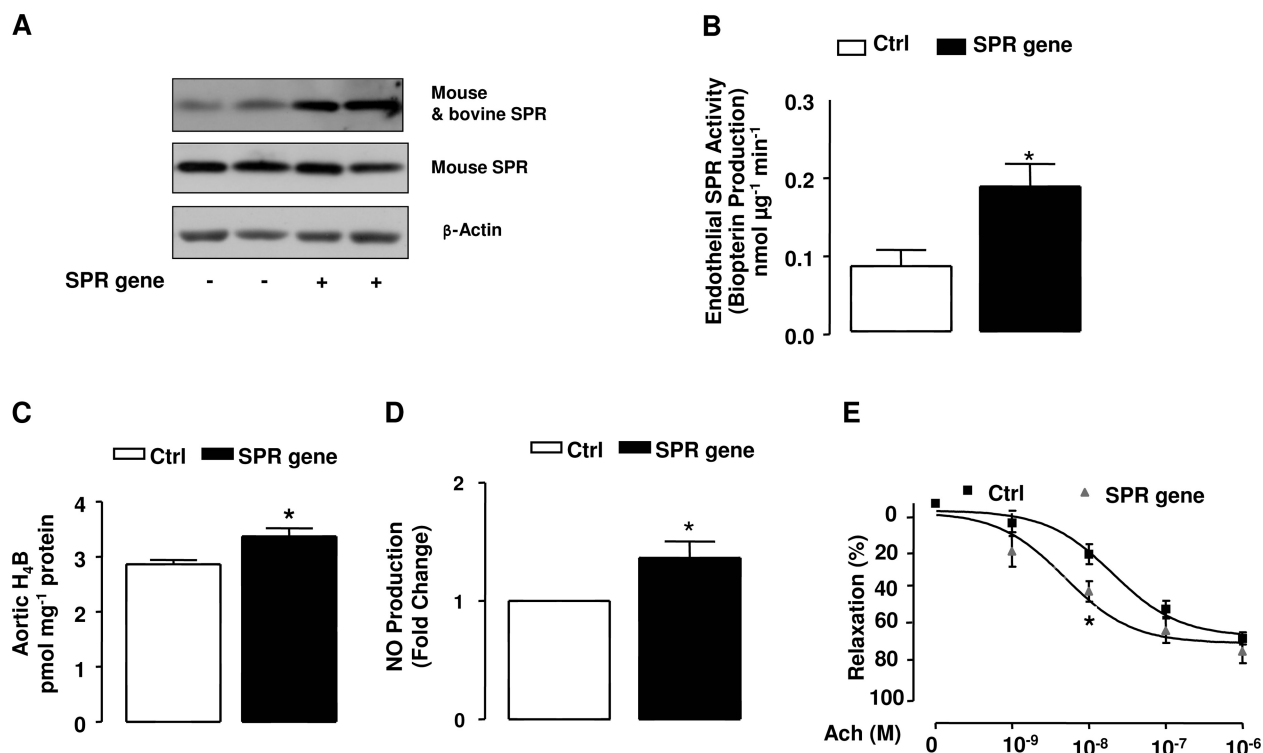 A
Mouse
& bovine SPR
Mouse SPR
β-Actin
SPR gene - - + +
B
Ctrl SPR gene
Endothelial SPR Activity
(Biopterin Production)
nmol µg⁻¹ min⁻¹
0.3
0.2
0.1
0.0
*
C
Ctrl SPR gene
Aortic H₄B
pmol mg⁻¹ protein
4
3
2
1
0
*
D
Ctrl SPR gene
NO Production
(Fold Change)
2
1
0
*
E
Ctrl SPR gene
Relaxation (%)
0
20
40
60
80
100
*
Ach (M) 0 10⁻⁹ 10⁻⁸ 10⁻⁷ 10⁻⁶